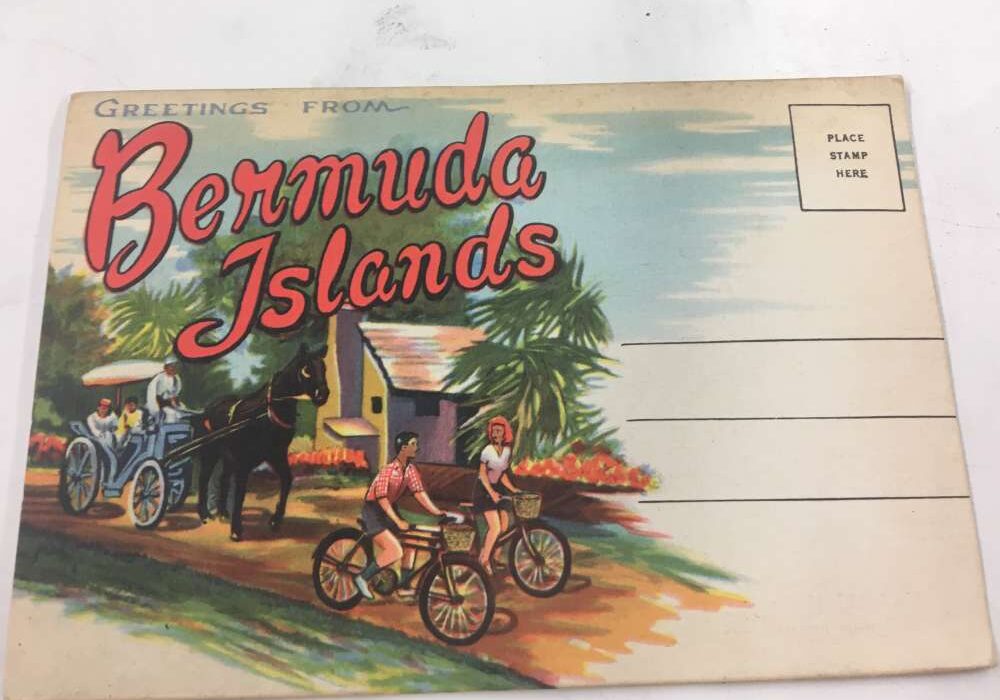 GREETINGS FROM
Bermuda
Islands
PLACE
STAMP
HERE